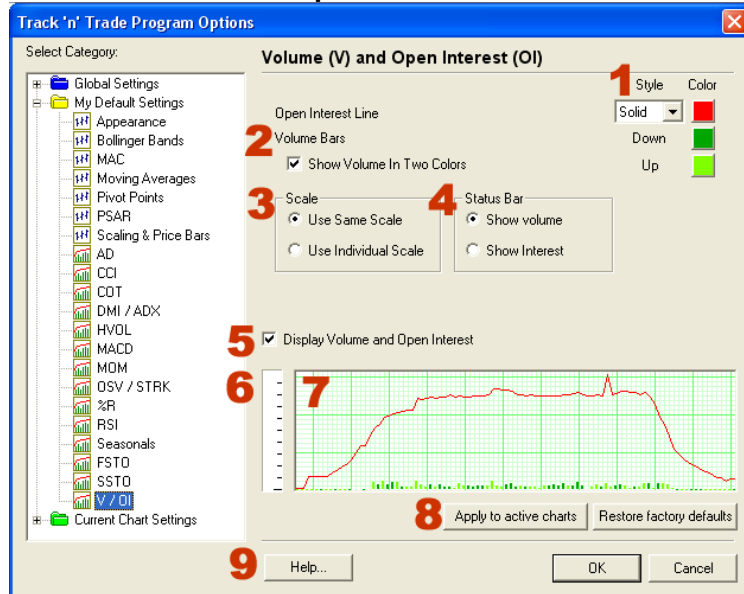 Track 'n' Trade Program Options
Select Category:
Global Settings
My Default Settings
Appearance
Bollinger Bands
MAC
Moving Averages
Pivot Points
PSAR
Scaling & Price Bars
AD
CCI
COT
DMI / ADX
HVOL
MACD
MOM
OSV / STRK
%R
RSI
Seasonals
FSTO
SSTO
V / OI
Current Chart Settings
Volume (V) and Open Interest (OI)
1 Style Color
Open Interest Line Solid
2 Volume Bars Down
Show Volume In Two Colors Up
3 Scale
Use Same Scale
Use Individual Scale
4 Status Bar
Show volume
Show Interest
5 Display Volume and Open Interest
6 7
8 Apply to active charts Restore factory defaults
9 Help... OK Cancel